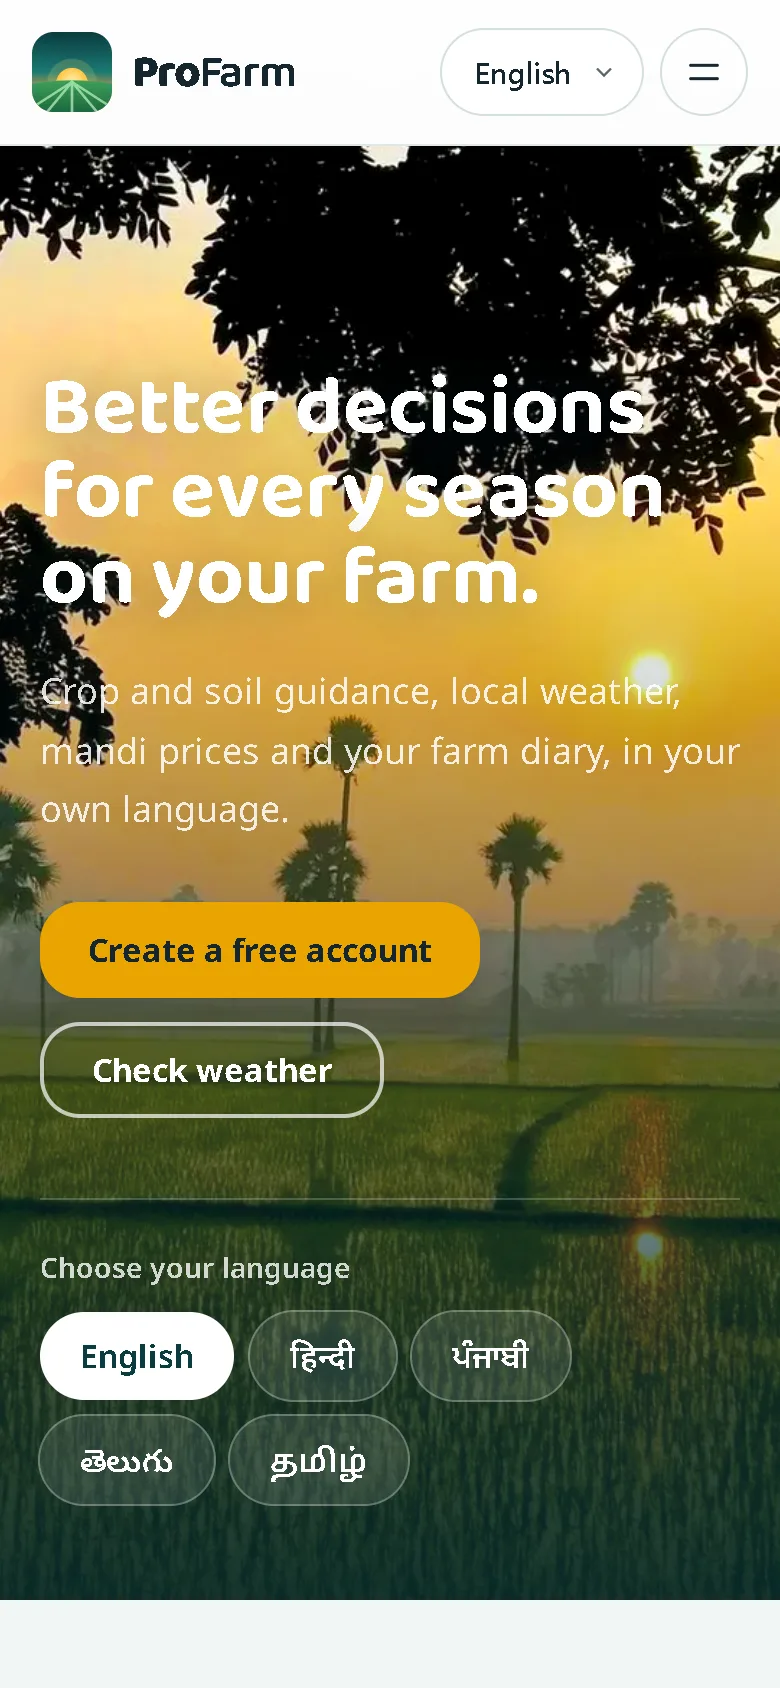 ProFarm
English
Better decisions
for every season
on your farm.
Crop and soil guidance, local weather,
mandi prices and your farm diary, in your
own language.
Create a free account
Check weather
Choose your language
English
हिन्दी
ਪੰਜਾਬੀ
తెలుగు
தமிழ்